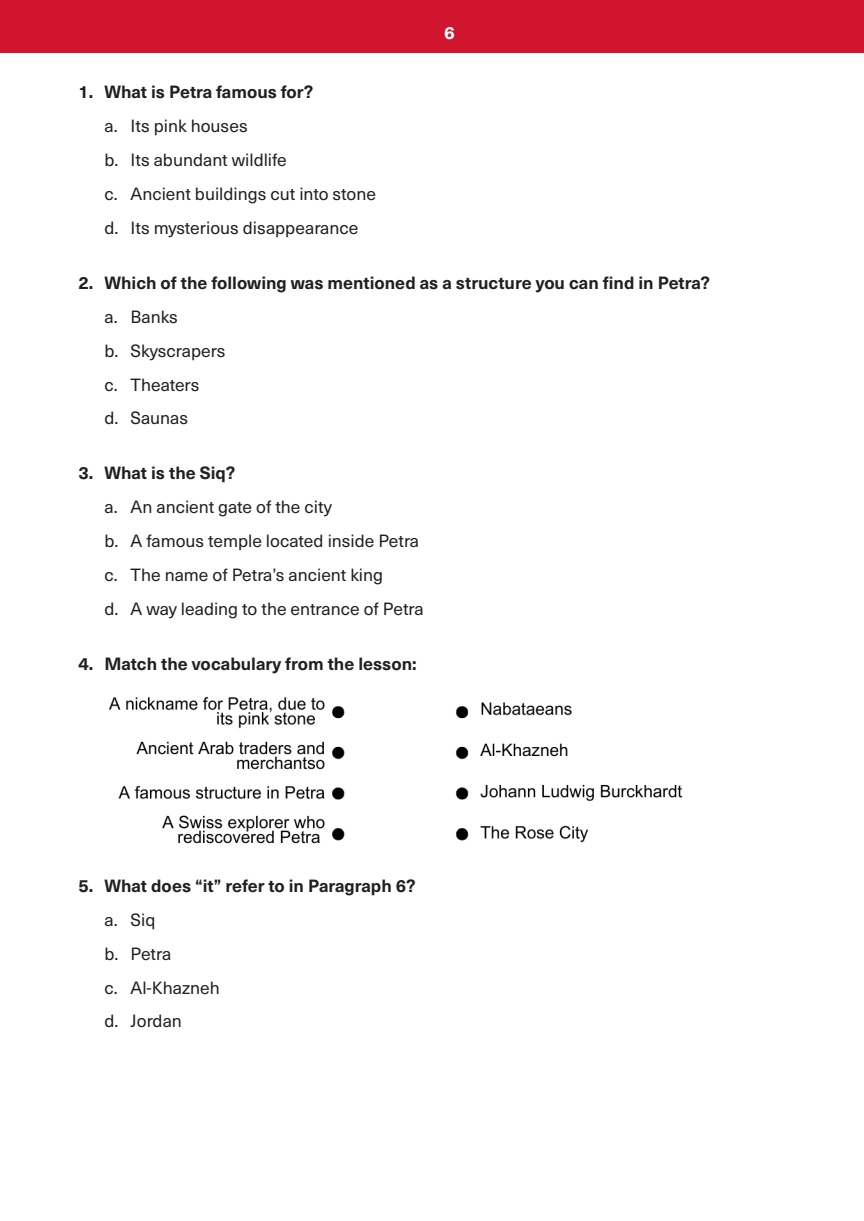 6
1. What is Petra famous for?
a. Its pink houses
b. Its abundant wildlife
c. Ancient buildings cut into stone
d. Its mysterious disappearance
2. Which of the following was mentioned as a structure you can find in Petra?
a. Banks
b. Skyscrapers
c. Theaters
d. Saunas
3. What is the Siq?
a. An ancient gate of the city
b. A famous temple located inside Petra
c. The name of Petra's ancient king
d. A way leading to the entrance of Petra
4. Match the vocabulary from the lesson:
A nickname for Petra, due to
its pink stone
Nabataeans
Ancient Arab traders and
merchantso
Al-Khazneh
A famous structure in Petra
Johann Ludwig Burckhardt
A Swiss explorer who
rediscovered Petra
The Rose City
5. What does “it” refer to in Paragraph 6?
a. Siq
b. Petra
c. Al-Khazneh
d. Jordan